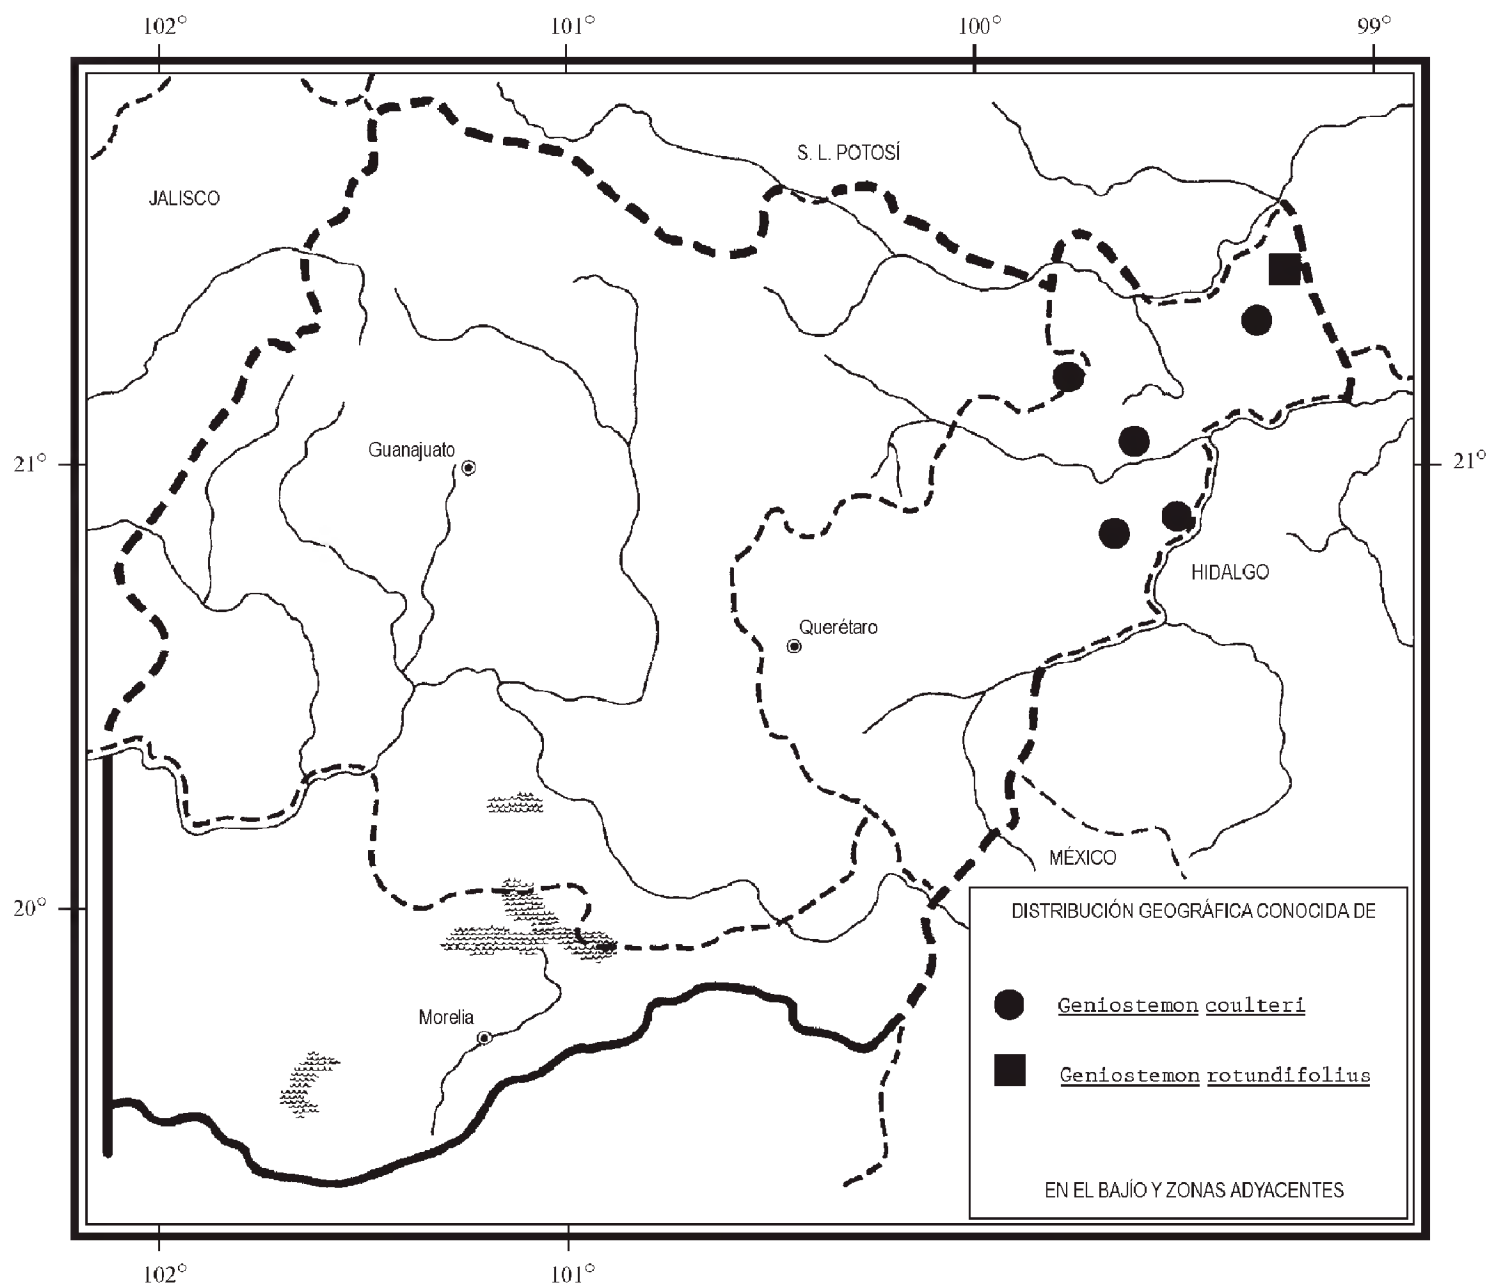 102° 101° 100° 99°
S. L. POTOSÍ
JALISCO
Guanajuato
21° 21°
HIDALGO
Querétaro
MÉXICO
20°
DISTRIBUCIÓN GEOGRÁFICA CONOCIDA DE
Geniostemon coulteri
Morelia
Geniostemon rotundifolius
EN EL BAJÍO Y ZONAS ADYACENTES
102° 101°